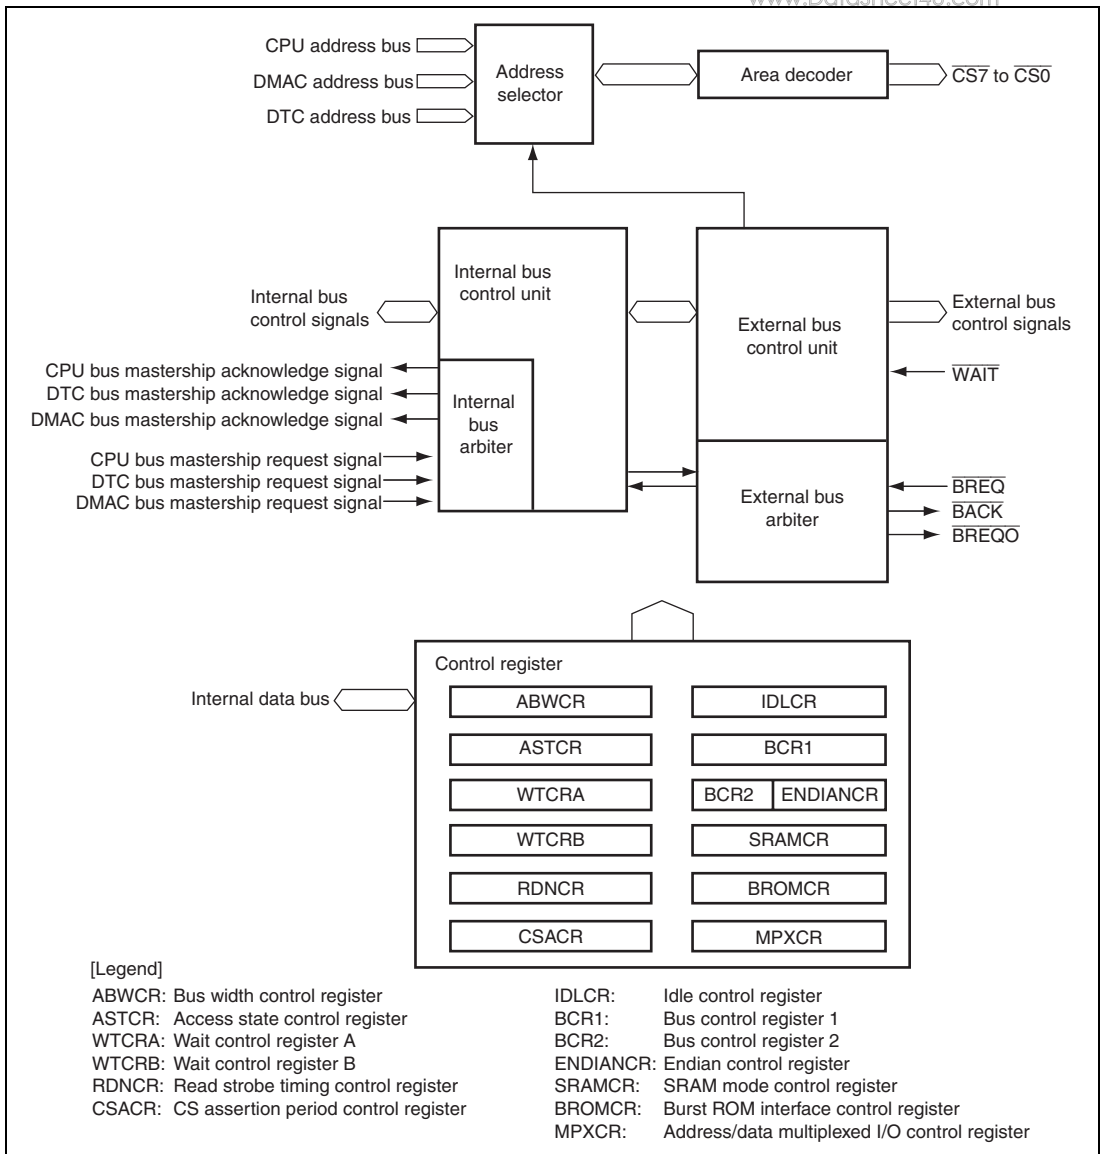 www.DataSheet4U.com
CPU address bus
DMAC address bus
DTC address bus
Address
selector
Area decoder
CS7 to CS0
Internal bus
control signals
Internal bus
control unit
External bus
control unit
External bus
control signals
WAIT
CPU bus mastership acknowledge signal
DTC bus mastership acknowledge signal
DMAC bus mastership acknowledge signal
CPU bus mastership request signal
DTC bus mastership request signal
DMAC bus mastership request signal
Internal
bus
arbiter
External bus
arbiter
BREQ
BACK
BREQO
Internal data bus
Control register
ABWCR
IDLCR
ASTCR
BCR1
WTCRA
BCR2
ENDIANCR
WTCRB
SRAMCR
RDNCR
BROMCR
CSACR
MPXCR
[Legend]
ABWCR: Bus width control register
ASTCR: Access state control register
WTCRA: Wait control register A
WTCRB: Wait control register B
RDNCR: Read strobe timing control register
CSACR: CS assertion period control register
IDLCR: Idle control register
BCR1: Bus control register 1
BCR2: Bus control register 2
ENDIANCR: Endian control register
SRAMCR: SRAM mode control register
BROMCR: Burst ROM interface control register
MPXCR: Address/data multiplexed I/O control register